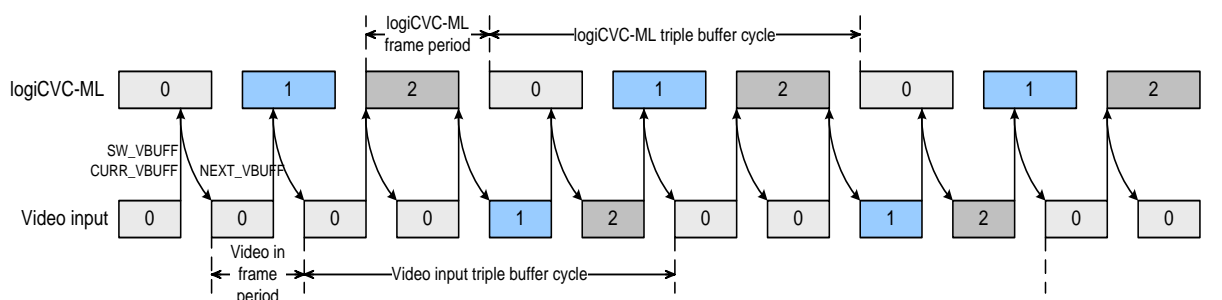 logiCVC-ML
frame period
logiCVC-ML triple buffer cycle
logiCVC-ML
0 1 2 0 1 2 0 1 2
SW_VBUFF
CURR_VBUFF
NEXT_VBUFF
Video input
0 0 0 0 1 2 0 0 1 2 0 0
Video in
frame
period
Video input triple buffer cycle